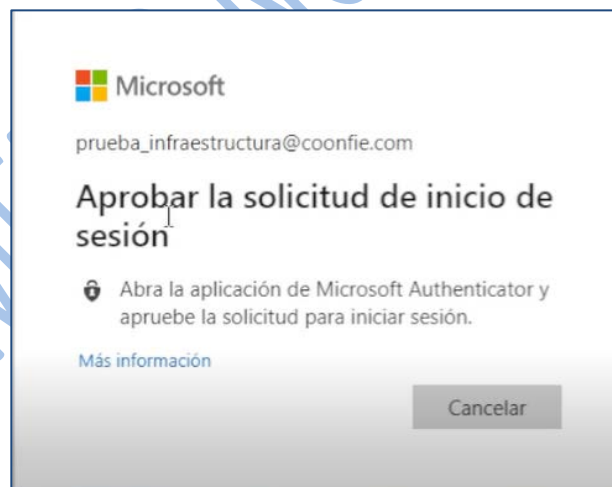 Microsoft
prueba_infraestructura@coonfie.com
Aprobar la solicitud de inicio de
sesión
Abra la aplicación de Microsoft Authenticator y
apruebe la solicitud para iniciar sesión.
Más información
Cancelar